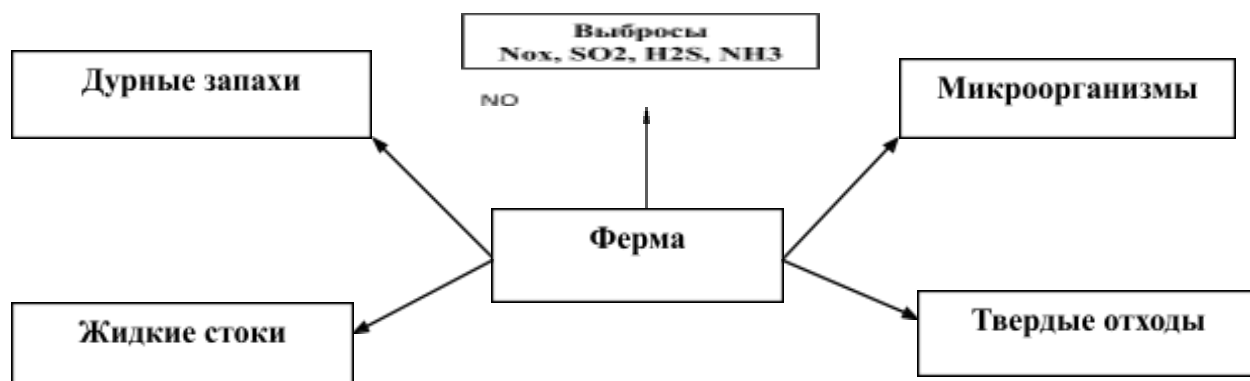 Выбросы
Nox, SO2, H2S, NH3
Дурные запахи
Микроорганизмы
NO
Ферма
Жидкие стоки
Твердые отходы